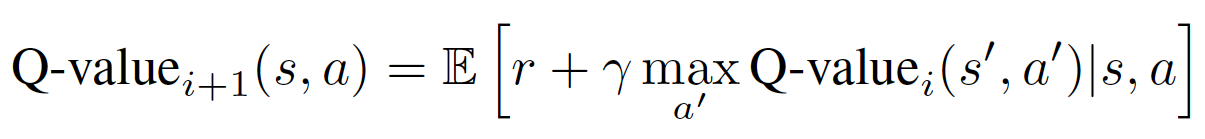 Q-value_{i+1}(s, a) = 𝔼 [r + γ max_{a′} Q-value_i(s′, a′)|s, a]